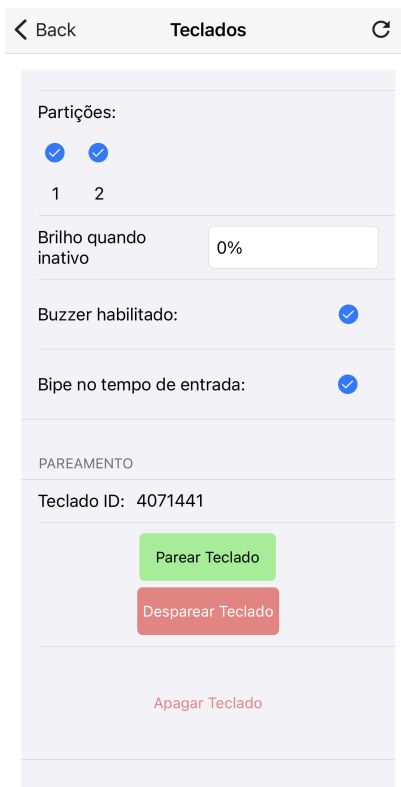 Back
Teclados
Partições:
1 2
Brilho quando
inativo
0%
Buzzer habilitado:
Bipe no tempo de entrada:
PAREAMENTO
Teclado ID: 4071441
Parear Teclado
Desparear Teclado
Apagar Teclado